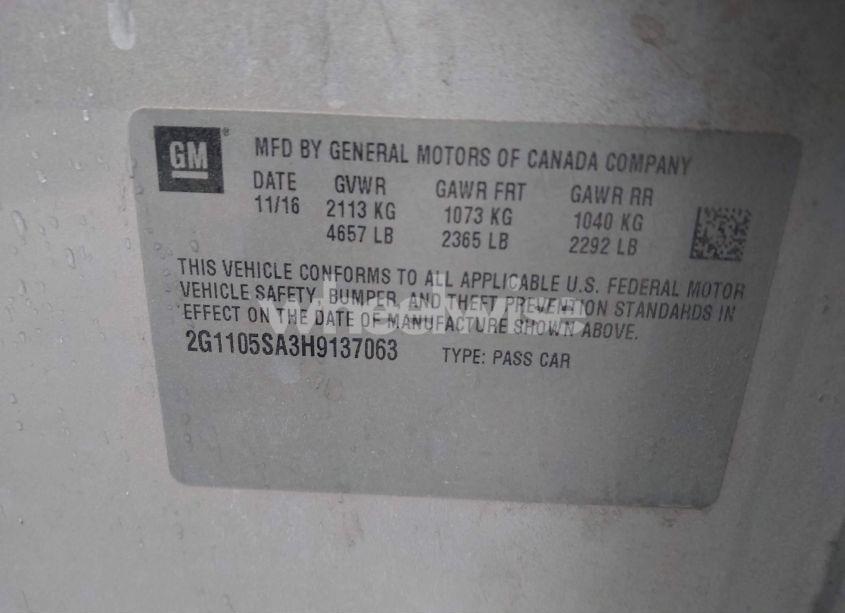 GM® MFD BY GENERAL MOTORS OF CANADA COMPANY
DATE GVWR GAWR FRT GAWR RR
11/16 2113 KG 1073 KG 1040 KG
4657 LB 2365 LB 2292 LB
THIS VEHICLE CONFORMS TO ALL APPLICABLE U.S. FEDERAL MOTOR
VEHICLE SAFETY, BUMPER, AND THEFT PREVENTION STANDARDS IN
EFFECT ON THE DATE OF MANUFACTURE SHOWN ABOVE.
2G1105SA3H9137063 TYPE: PASS CAR